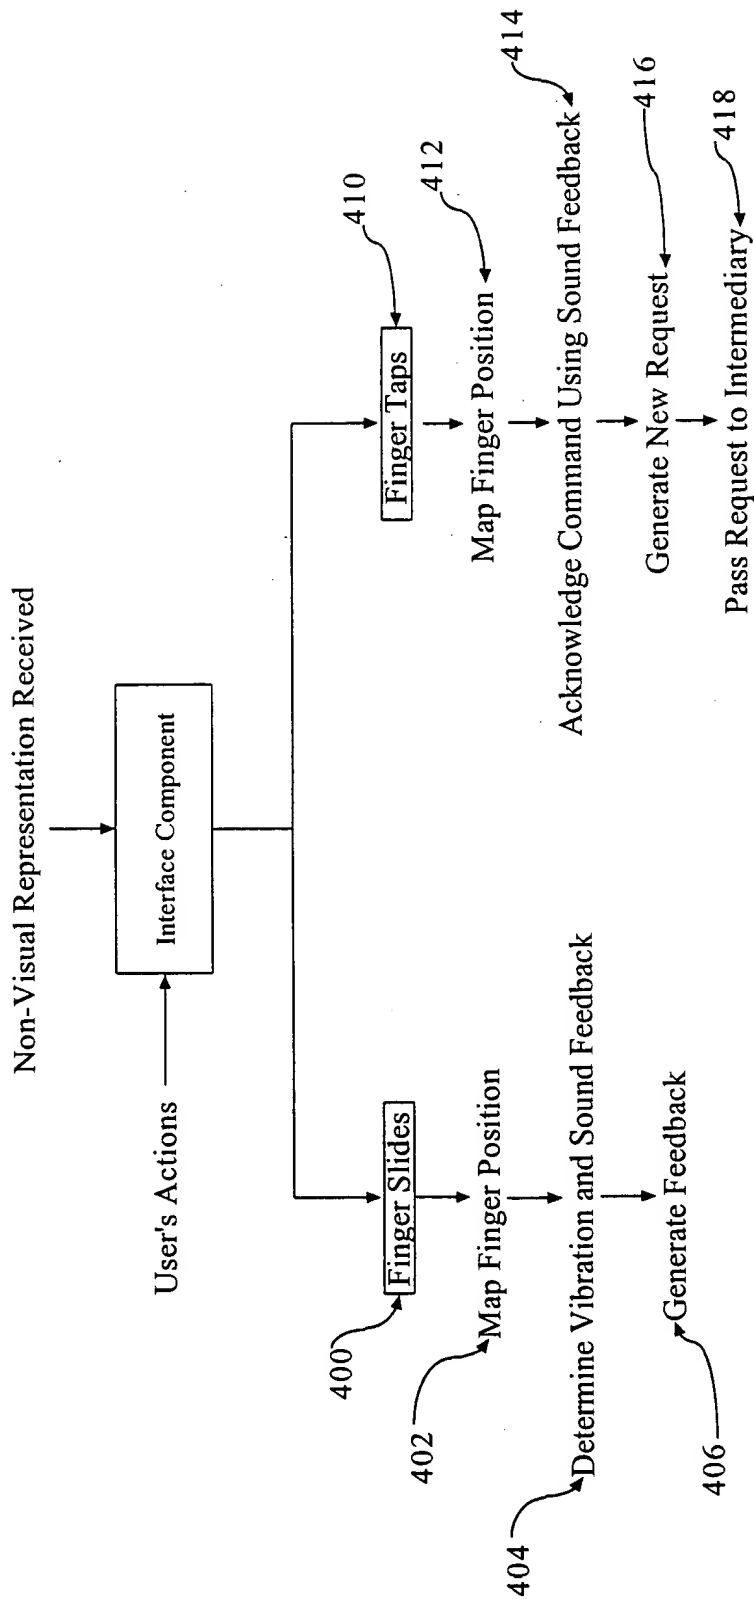 Non-Visual Representation Received
User's Actions
Interface Component
400
Finger Slides
402
Map Finger Position
404
Determine Vibration and Sound Feedback
406
Generate Feedback
410
Finger Taps
412
Map Finger Position
414
Acknowledge Command Using Sound Feedback
416
Generate New Request
418
Pass Request to Intermediary